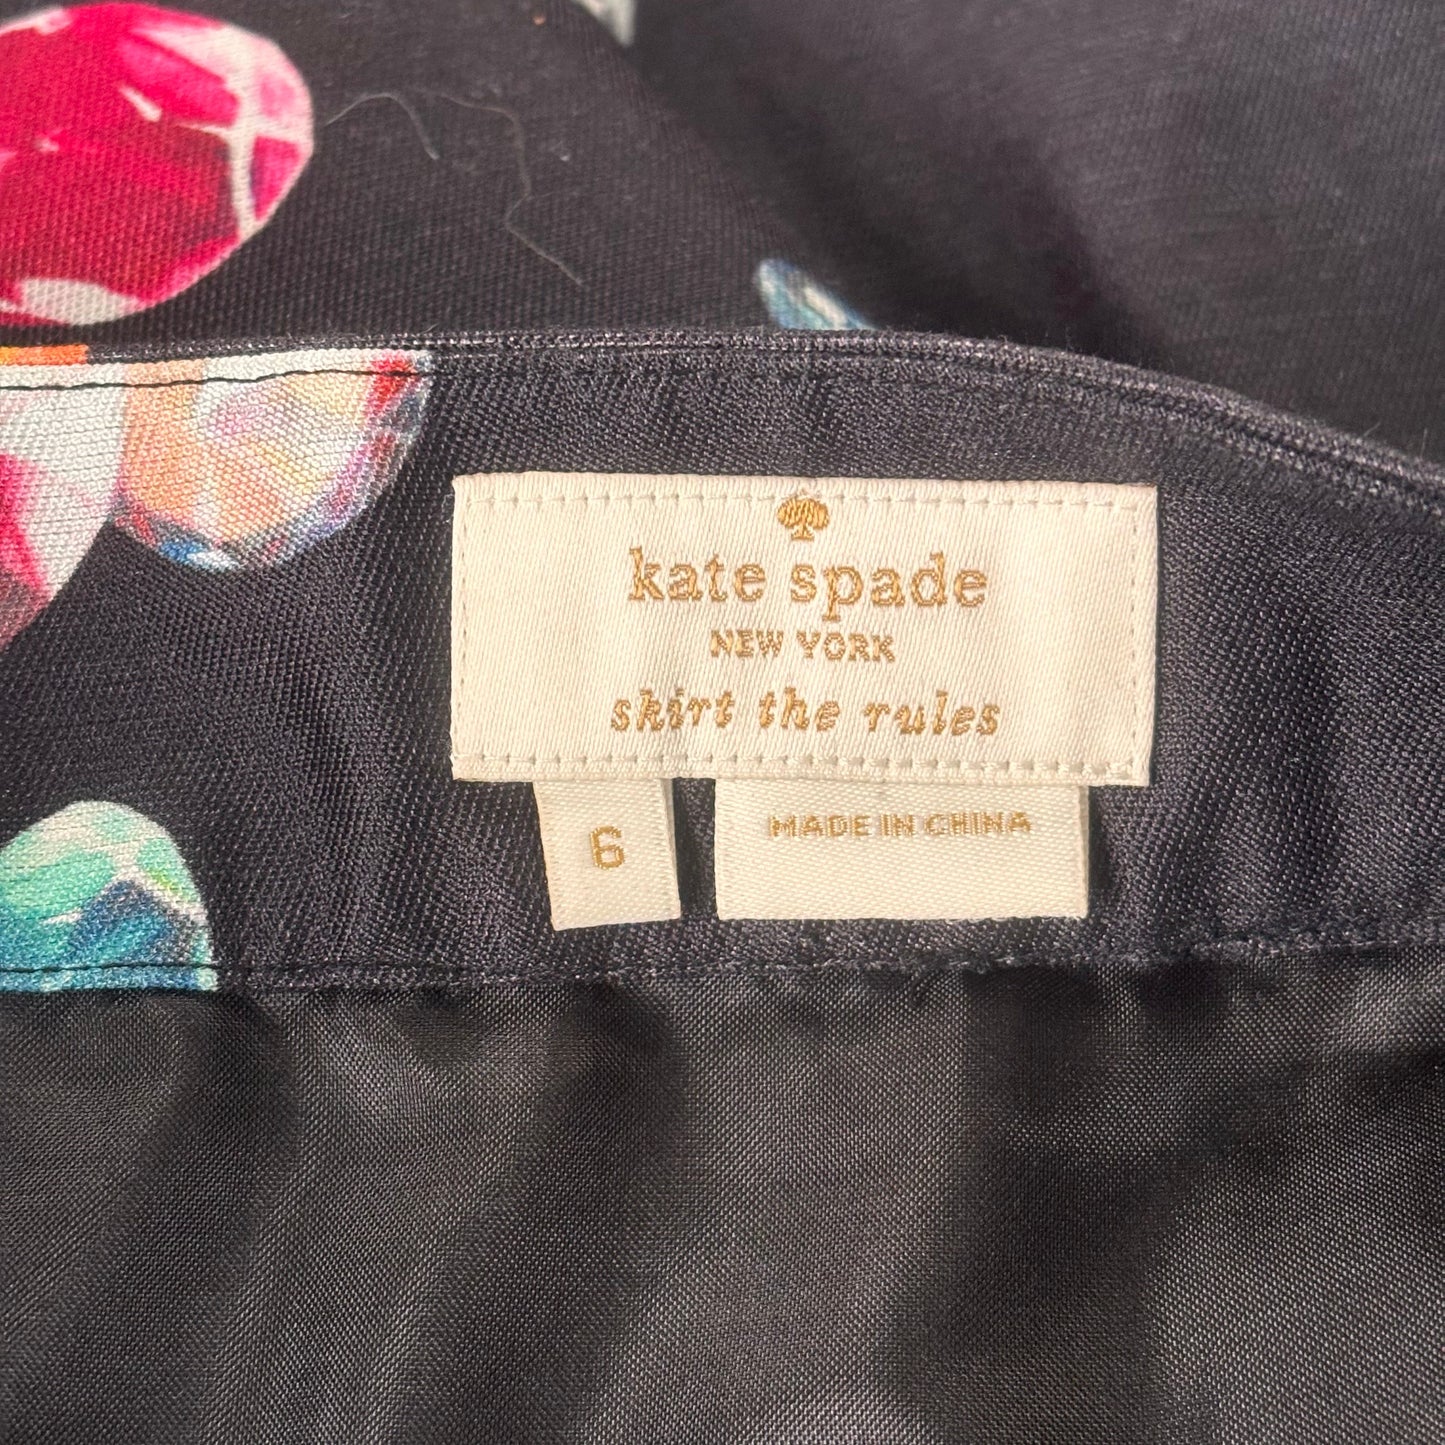 kate spade
NEW YORK
skirt the rules
6
MADE IN CHINA